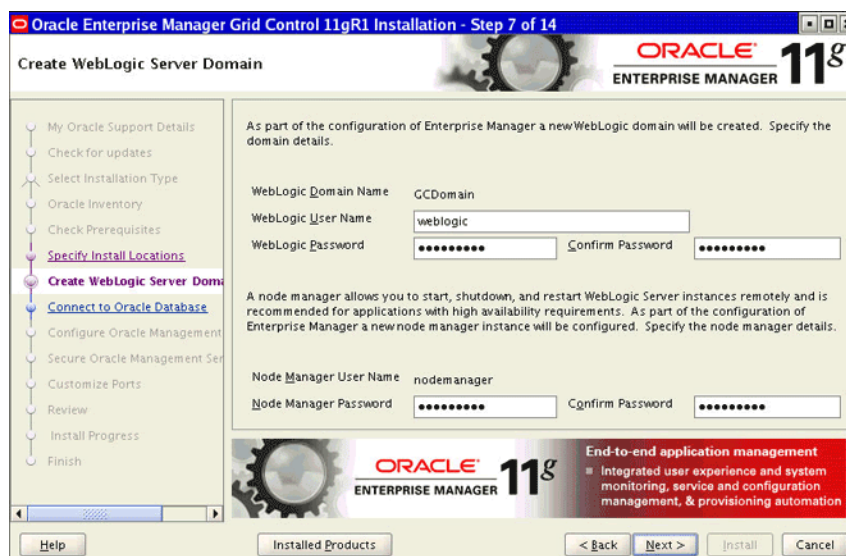 Oracle Enterprise Manager Grid Control 11gR1 Installation - Step 7 of 14
Create WebLogic Server Domain
ORACLE
ENTERPRISE MANAGER 11g
My Oracle Support Details
Check for updates
Select Installation Type
Oracle Inventory
Check Prerequisites
Specify Install Locations
Create WebLogic Server Doma
Connect to Oracle Database
Configure Oracle Management
Secure Oracle Management Ser
Customize Ports
Review
Install Progress
Finish
As part of the configuration of Enterprise Manager a new WebLogic domain will be created. Specify the
domain details.
WebLogic Domain Name GCDomain
WebLogic User Name weblogic
WebLogic Password ●●●●●●●●● Confirm Password ●●●●●●●●●
A node manager allows you to start, shutdown, and restart WebLogic Server instances remotely and is
recommended for applications with high availability requirements. As part of the configuration of
Enterprise Manager a new node manager instance will be configured. Specify the node manager details.
Node Manager User Name nodemanager
Node Manager Password ●●●●●●●●● Confirm Password ●●●●●●●●●
ORACLE
ENTERPRISE MANAGER 11g
End-to-end application management
Integrated user experience and system
monitoring, service and configuration
management, & provisioning automation
Help Installed Products < Back Next > Install Cancel